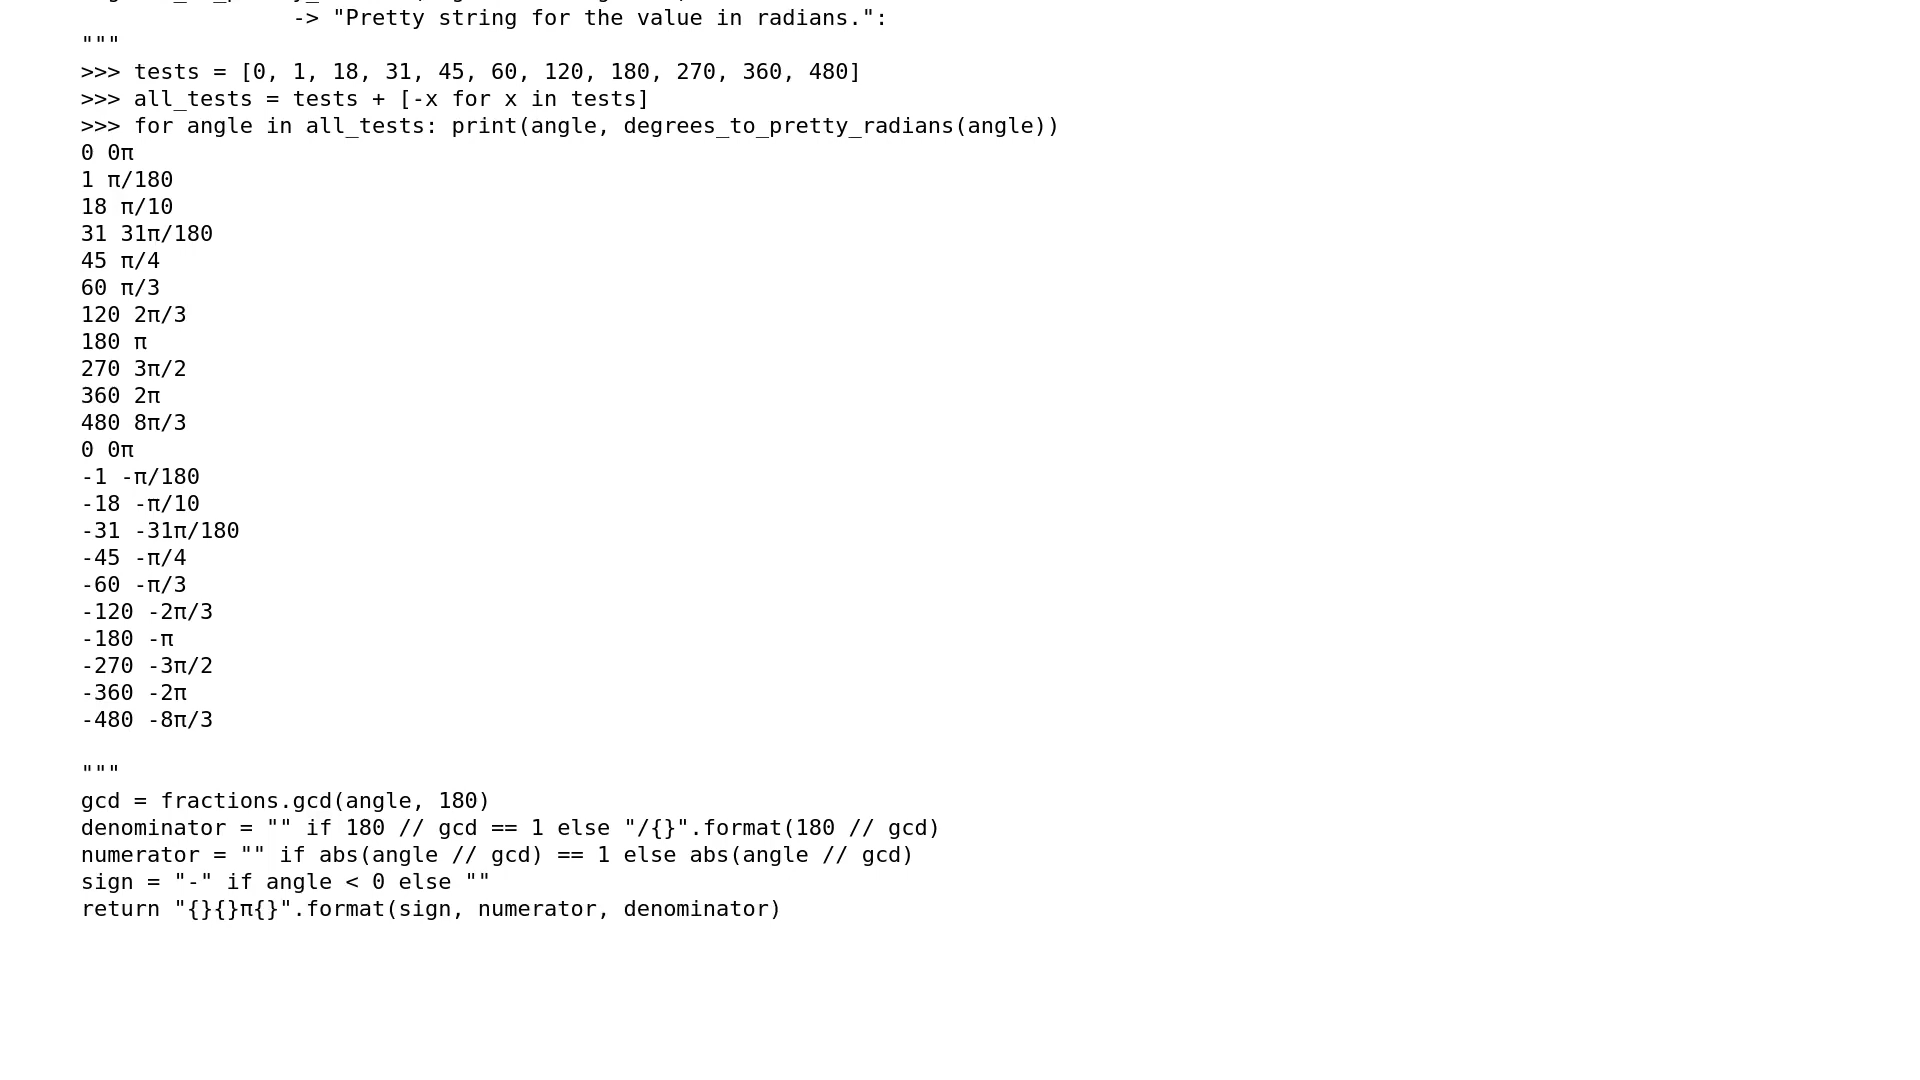 -> "Pretty string for the value in radians.":
"""
>>> tests = [0, 1, 18, 31, 45, 60, 120, 180, 270, 360, 480]
>>> all_tests = tests + [-x for x in tests]
>>> for angle in all_tests: print(angle, degrees_to_pretty_radians(angle))
0 0π
1 π/180
18 π/10
31 31π/180
45 π/4
60 π/3
120 2π/3
180 π
270 3π/2
360 2π
480 8π/3
0 0π
-1 -π/180
-18 -π/10
-31 -31π/180
-45 -π/4
-60 -π/3
-120 -2π/3
-180 -π
-270 -3π/2
-360 -2π
-480 -8π/3
"""
gcd = fractions.gcd(angle, 180)
denominator = "" if 180 // gcd == 1 else "/{}".format(180 // gcd)
numerator = "" if abs(angle // gcd) == 1 else abs(angle // gcd)
sign = "-" if angle < 0 else ""
return "{}{}π{}".format(sign, numerator, denominator)